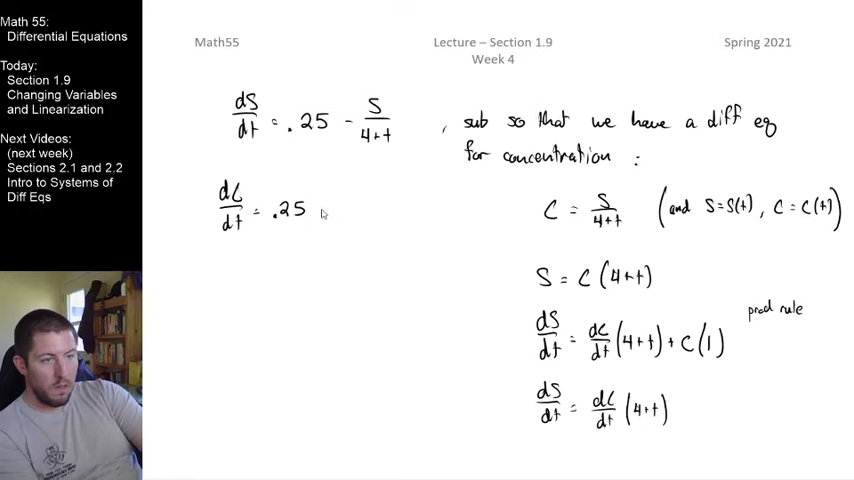 Math 55:
Differential Equations
Today:
Section 1.9
Changing Variables
and Linearization
Next Videos:
(next week)
Sections 2.1 and 2.2
Intro to Systems of
Diff Eqs
Math55
Lecture – Section 1.9
Week 4
Spring 2021
dS/dt = .25 - S/(4+t) , sub so that we have a diff eq
for concentration :
dC/dt = .25
C = S/(4+t) (and S=S(t), C=C(t))
S = C(4+t)
prod rule
dS/dt = dC/dt (4+t) + C(1)
dS/dt = dC/dt (4+t)